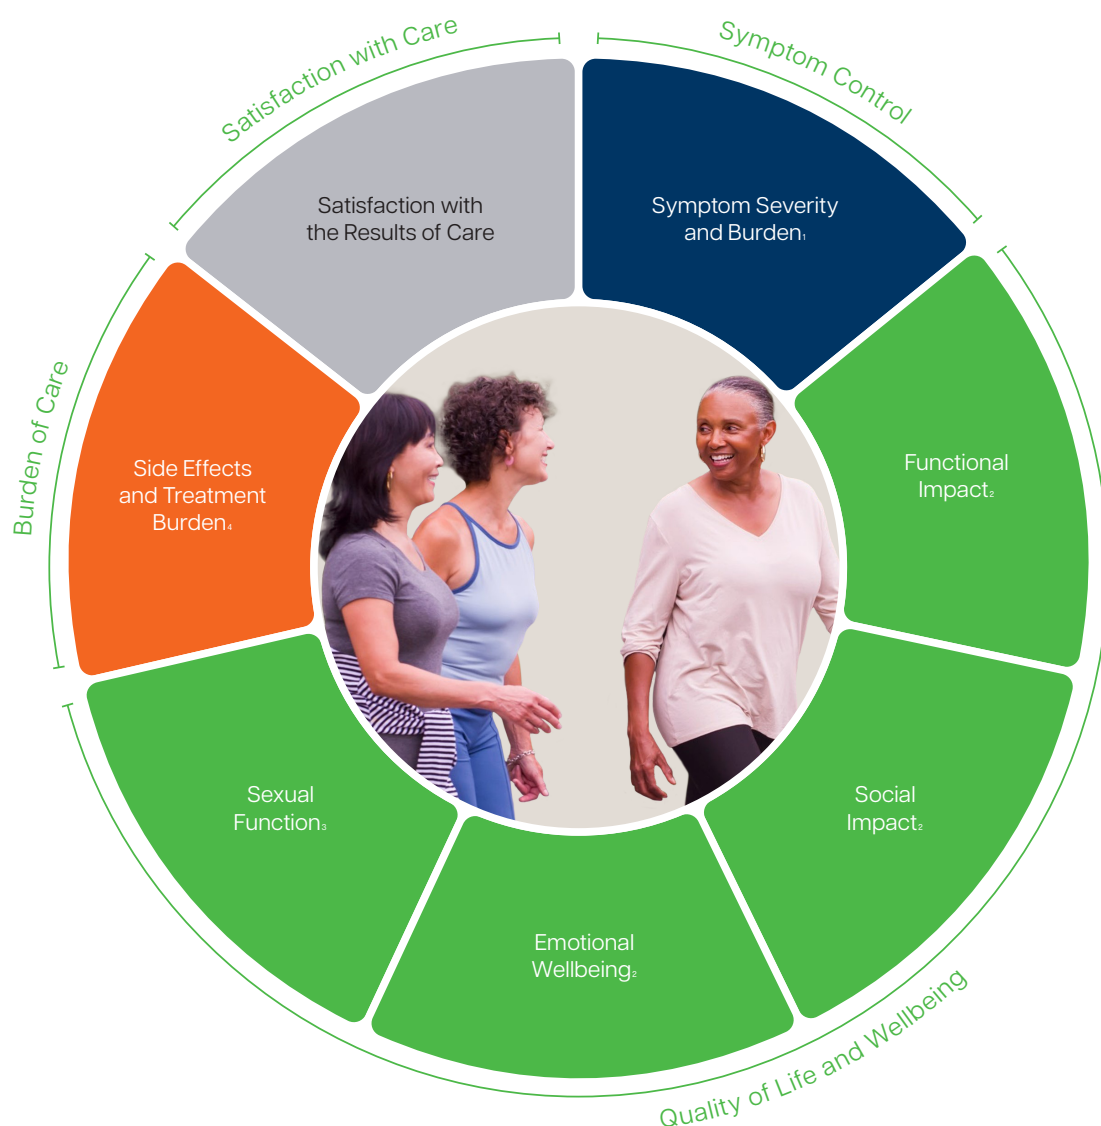 Satisfaction with Care
Symptom Control
Satisfaction with
the Results of Care
Symptom Severity
and Burden₁
Burden of Care
Side Effects
and Treatment
Burden₄
Functional
Impact₂
Sexual
Function₃
Social
Impact₂
Emotional
Wellbeing₂
Quality of Life and Wellbeing